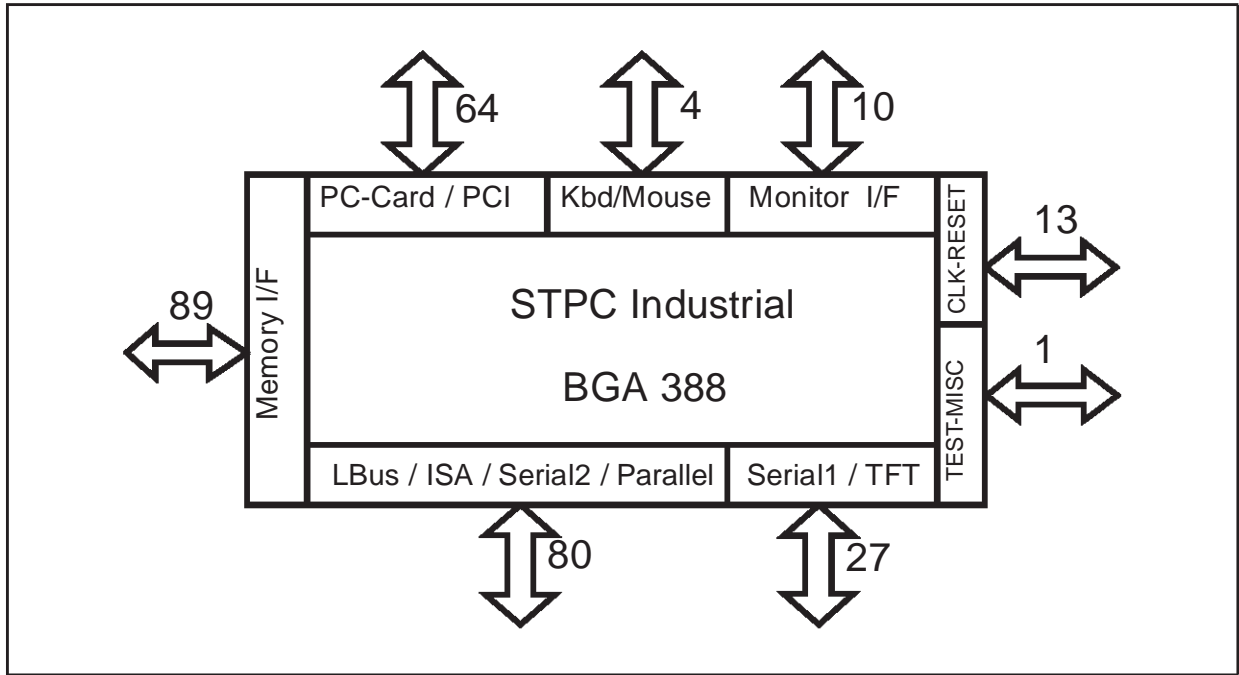 64
4
10
PC-Card / PCI
Kbd/Mouse
Monitor I/F
CLK-RESET
13
Memory I/F
89
STPC Industrial
BGA 388
TEST-MISC
1
LBus / ISA / Serial2 / Parallel
Serial1 / TFT
80
27